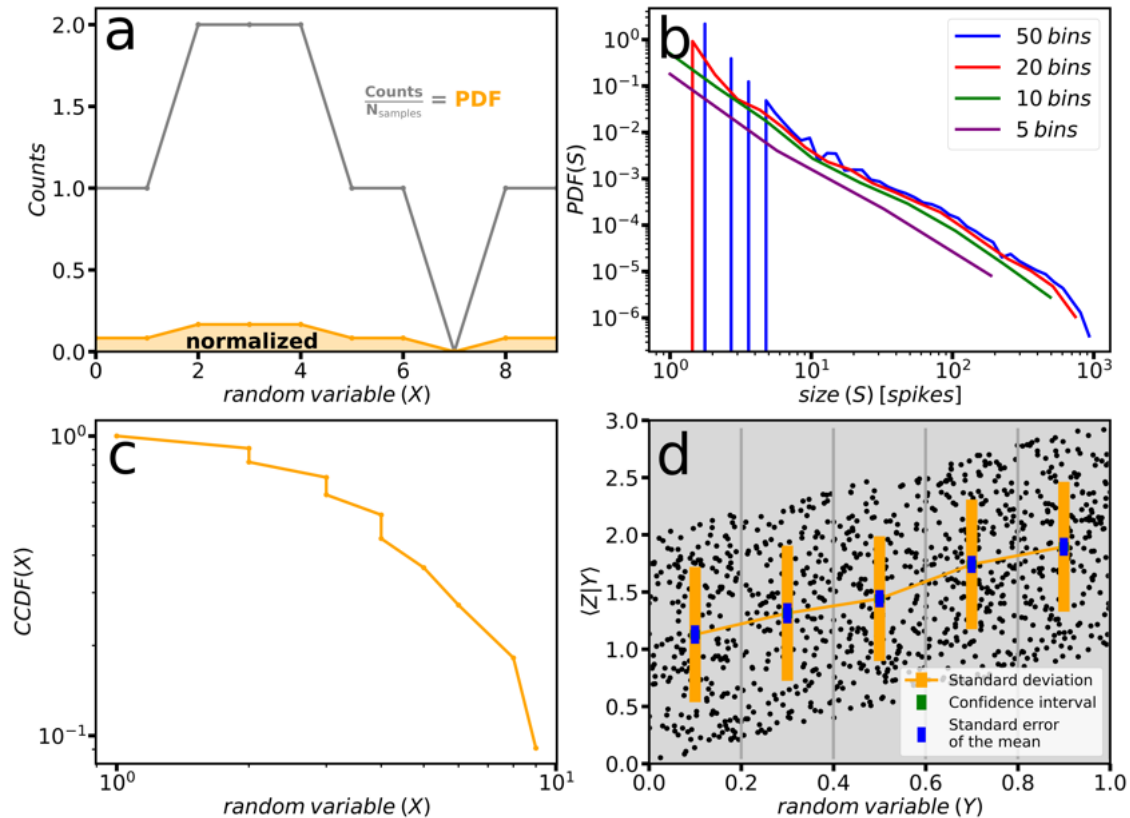 a
2.0
1.5
1.0
0.5
0.0
Counts
Counts
N_samples
= PDF
normalized
0 2 4 6 8
random variable (X)
b
50 bins
20 bins
10 bins
5 bins
10^0
10^-1
10^-2
10^-3
10^-4
10^-5
10^-6
PDF(S)
10^0 10^1 10^2 10^3
size (S) [spikes]
c
10^0
10^-1
CCDF(X)
10^0 10^1
random variable (X)
d
3.0
2.5
2.0
1.5
1.0
0.5
0.0
⟨Z|Y⟩
Standard deviation
Confidence interval
Standard error
of the mean
0.0 0.2 0.4 0.6 0.8 1.0
random variable (Y)